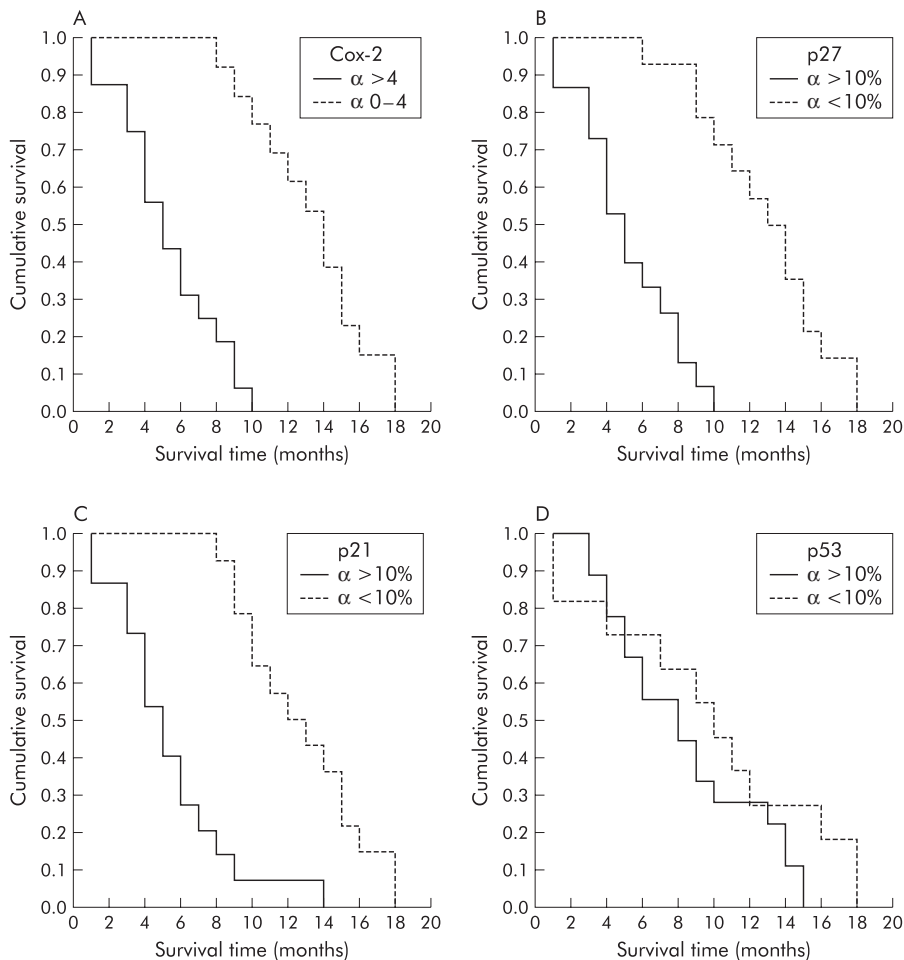 A
Cox-2
α >4
α 0–4
Cumulative survival
1.0
0.9
0.8
0.7
0.6
0.5
0.4
0.3
0.2
0.1
0.0
0 2 4 6 8 10 12 14 16 18 20
Survival time (months)
B
p27
α >10%
α <10%
Cumulative survival
1.0
0.9
0.8
0.7
0.6
0.5
0.4
0.3
0.2
0.1
0.0
0 2 4 6 8 10 12 14 16 18 20
Survival time (months)
C
p21
α >10%
α <10%
Cumulative survival
1.0
0.9
0.8
0.7
0.6
0.5
0.4
0.3
0.2
0.1
0.0
0 2 4 6 8 10 12 14 16 18 20
Survival time (months)
D
p53
α >10%
α <10%
Cumulative survival
1.0
0.9
0.8
0.7
0.6
0.5
0.4
0.3
0.2
0.1
0.0
0 2 4 6 8 10 12 14 16 18 20
Survival time (months)